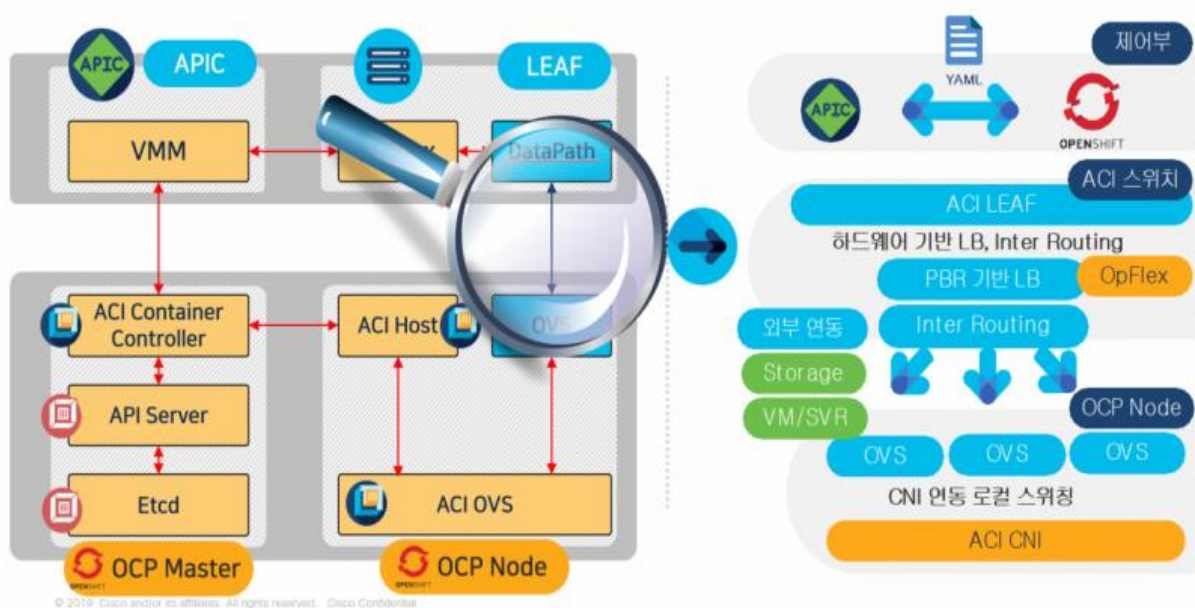 APIC
APIC
LEAF
VMM
DataPath
ACI Container
Controller
ACI Host
OVS
API Server
Etcd
ACI OVS
OPENSHIFT
OCP Master
OPENSHIFT
OCP Node
© 2019 Cisco and/or its affiliates. All rights reserved. Cisco Confidential
제어부
YAML
APIC
OPENSHIFT
ACI 스위치
ACI LEAF
하드웨어 기반 LB, Inter Routing
PBR 기반 LB
OpFlex
외부 연동
Inter Routing
Storage
VM/SVR
OCP Node
OVS
OVS
OVS
CNI 연동 로컬 스위칭
ACI CNI